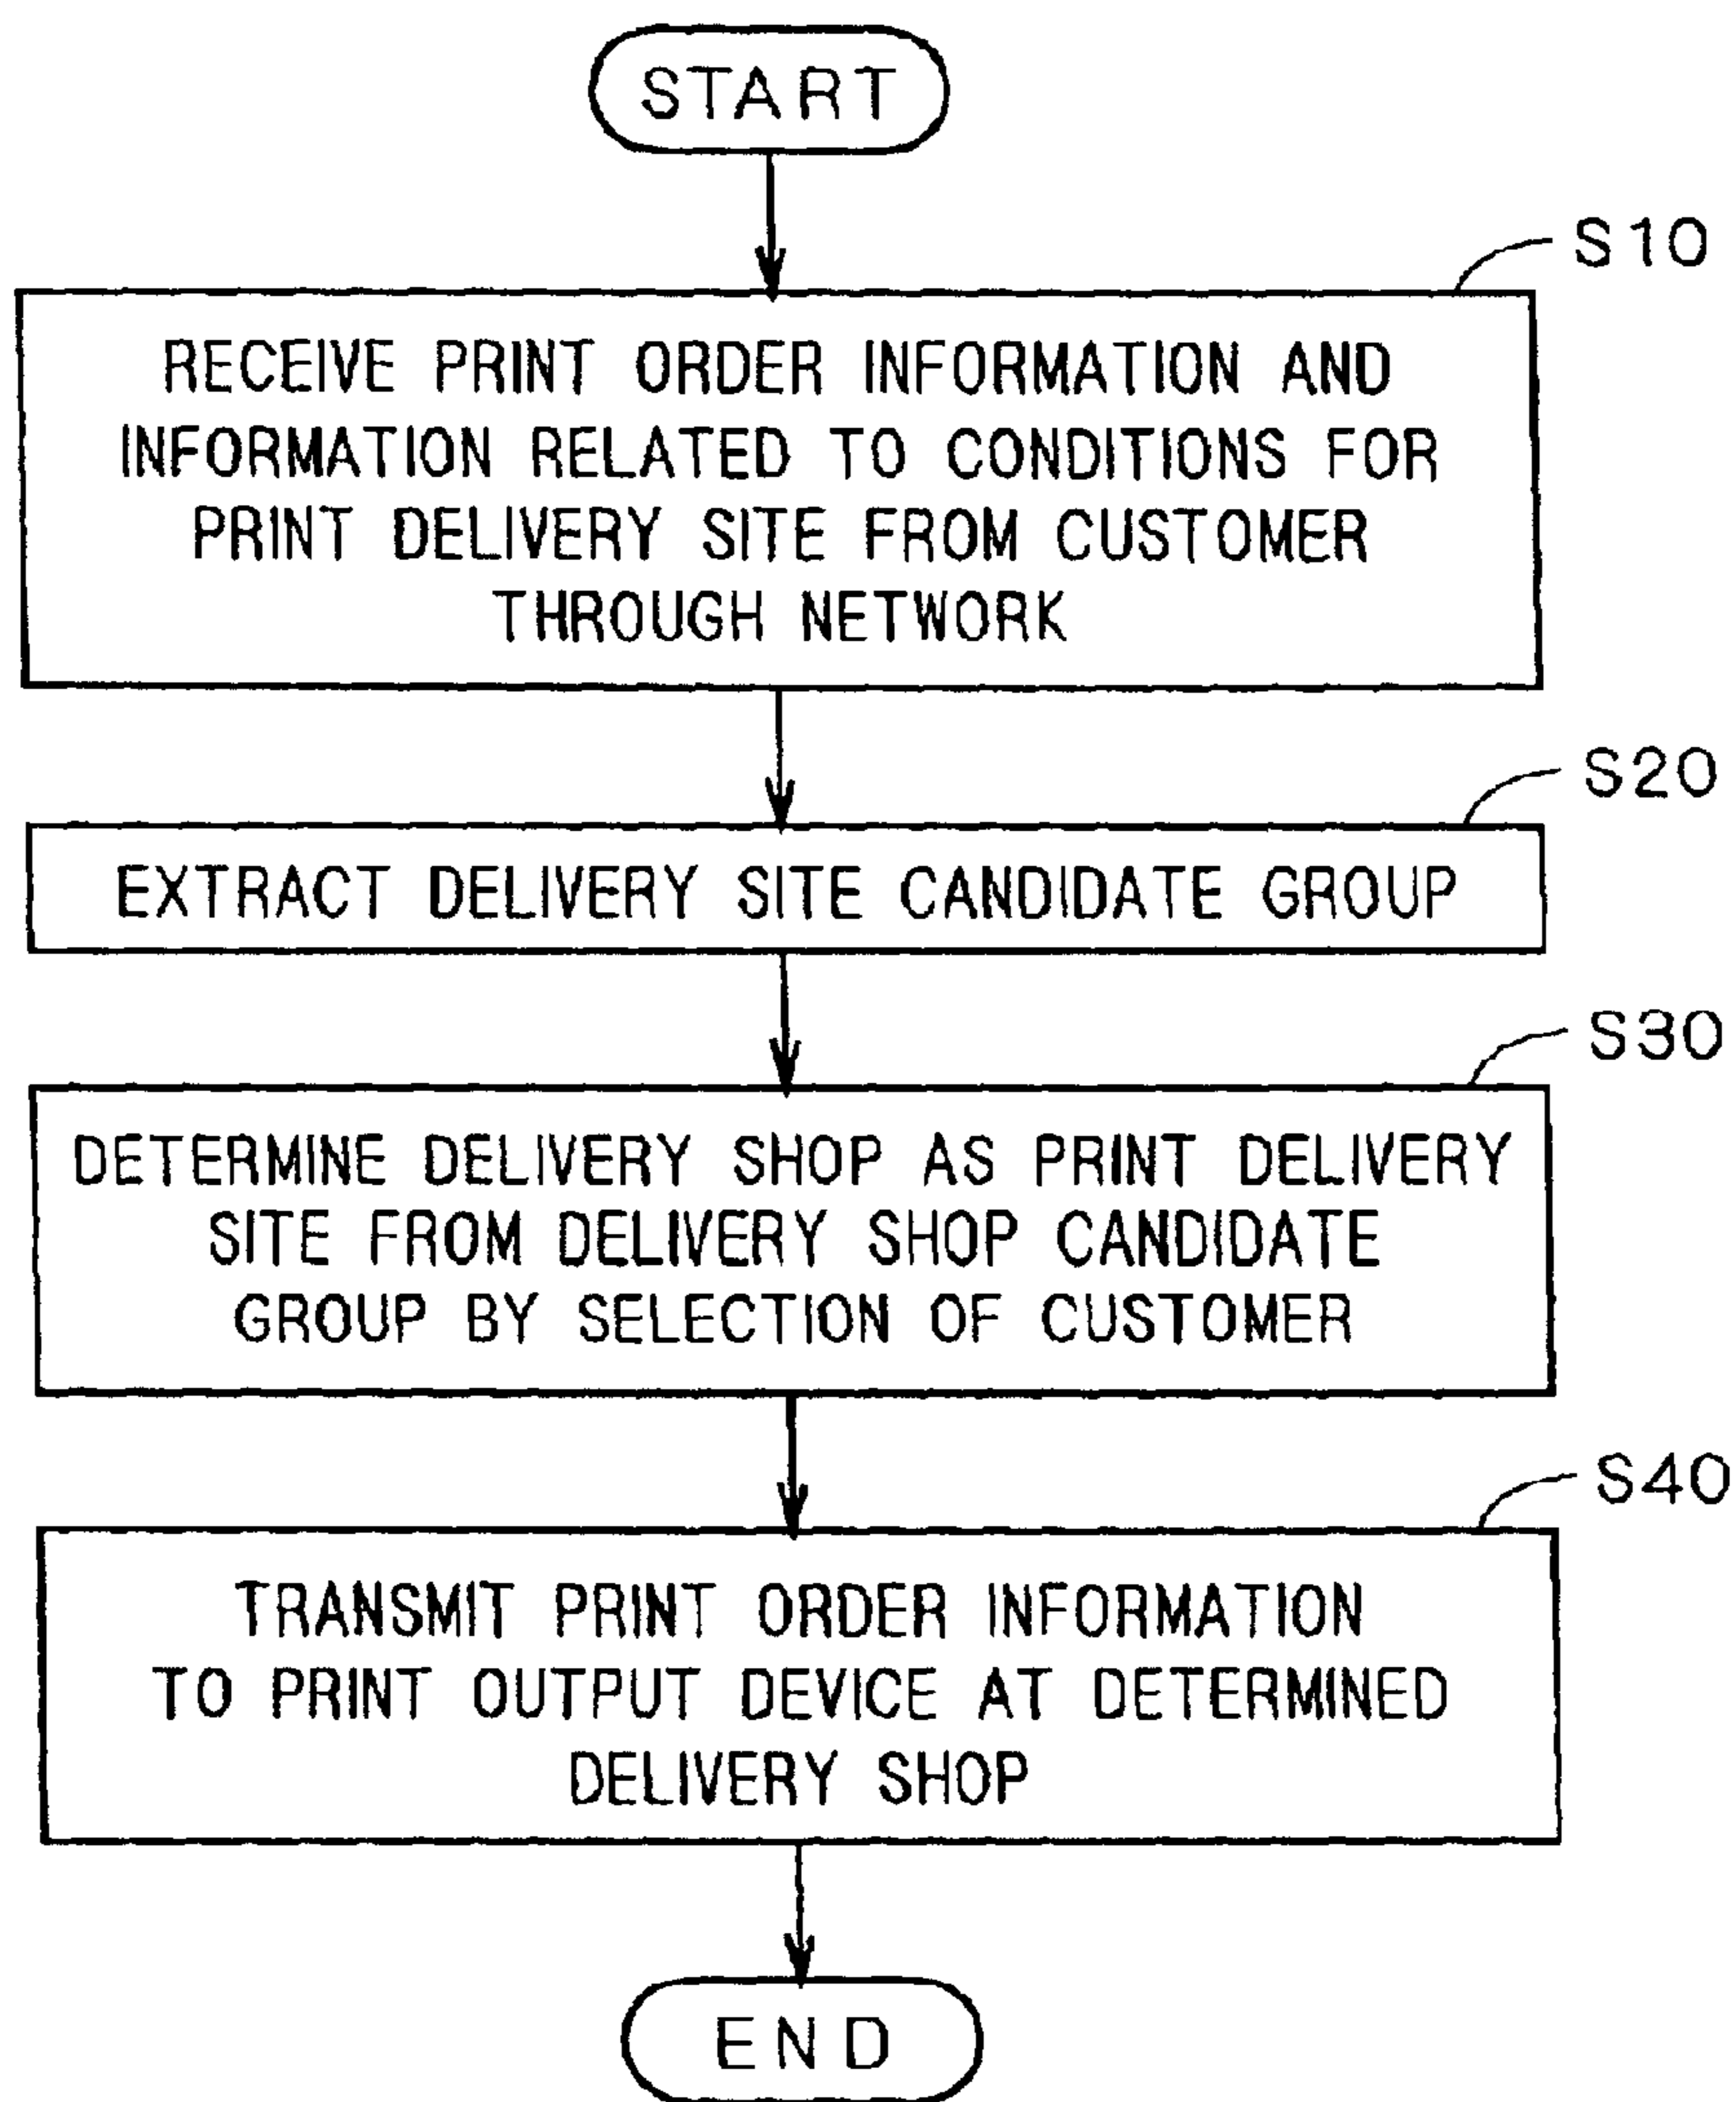 START
S10
RECEIVE PRINT ORDER INFORMATION AND
INFORMATION RELATED TO CONDITIONS FOR
PRINT DELIVERY SITE FROM CUSTOMER
THROUGH NETWORK
S20
EXTRACT DELIVERY SITE CANDIDATE GROUP
S30
DETERMINE DELIVERY SHOP AS PRINT DELIVERY
SITE FROM DELIVERY SHOP CANDIDATE
GROUP BY SELECTION OF CUSTOMER
S40
TRANSMIT PRINT ORDER INFORMATION
TO PRINT OUTPUT DEVICE AT DETERMINED
DELIVERY SHOP
END